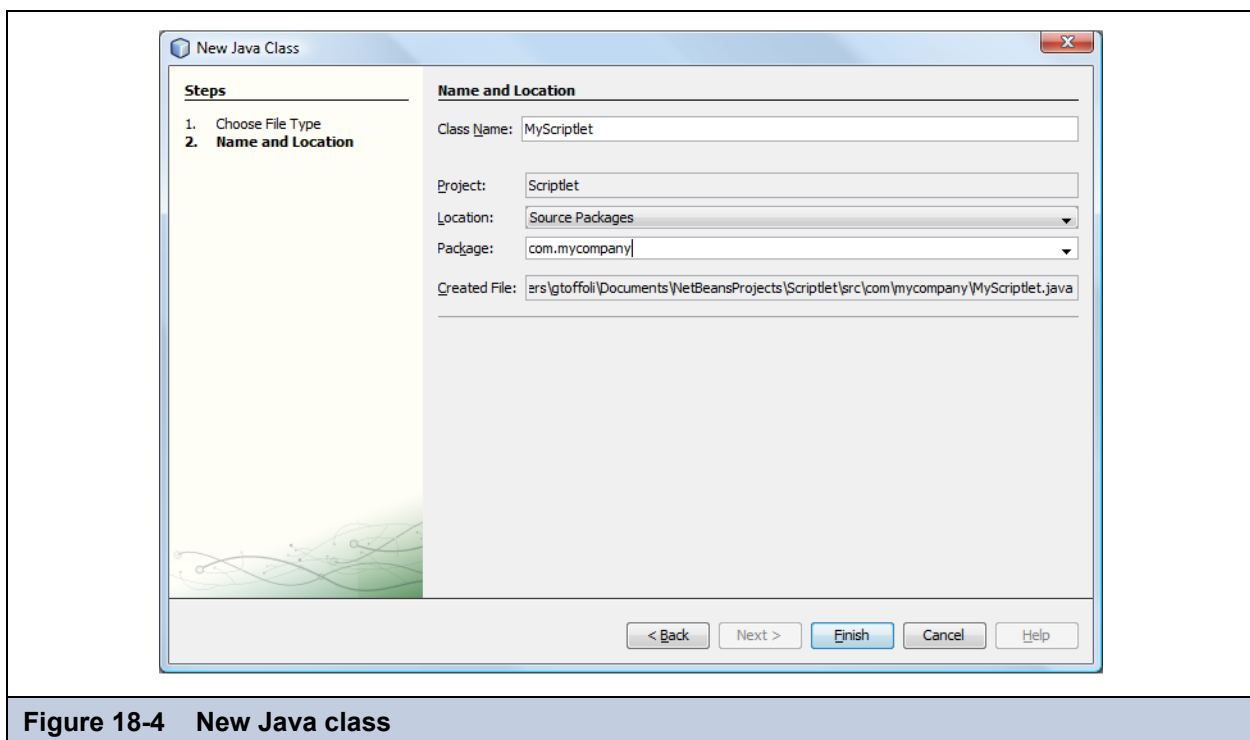 New Java Class
Steps
1. Choose File Type
2. Name and Location
Name and Location
Class Name: MyScriptlet
Project: Scriptlet
Location: Source Packages
Package: com.mycompany
Created File: ers\gtoffoli\Documents\NetBeansProjects\Scriptlet\src\com\mycompany\MyScriptlet.java
< Back Next > Finish Cancel Help
Figure 18-4 New Java class